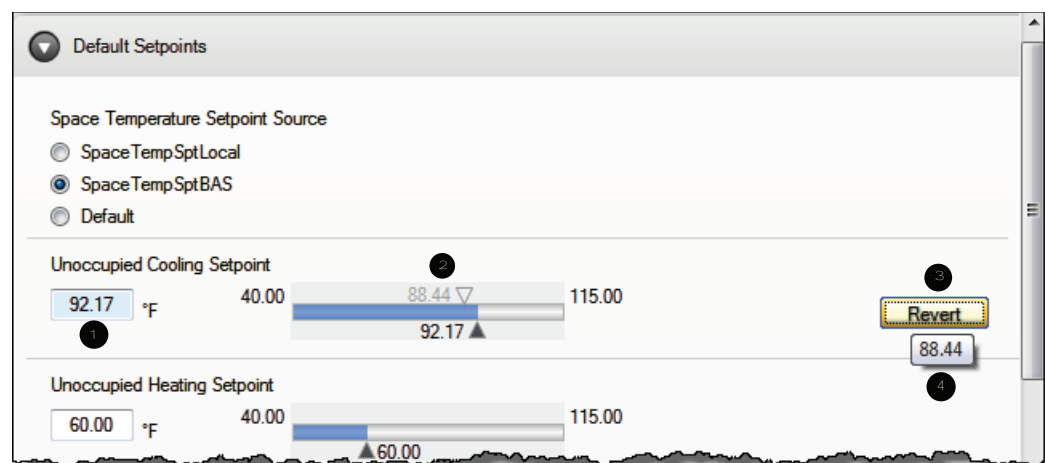 Default Setpoints
Space Temperature Setpoint Source
SpaceTempSptLocal
SpaceTempSptBAS
Default
Unoccupied Cooling Setpoint
2
3
92.17 °F 40.00 88.44 115.00
Revert
1
92.17
88.44
4
Unoccupied Heating Setpoint
60.00 °F 40.00 115.00
60.00